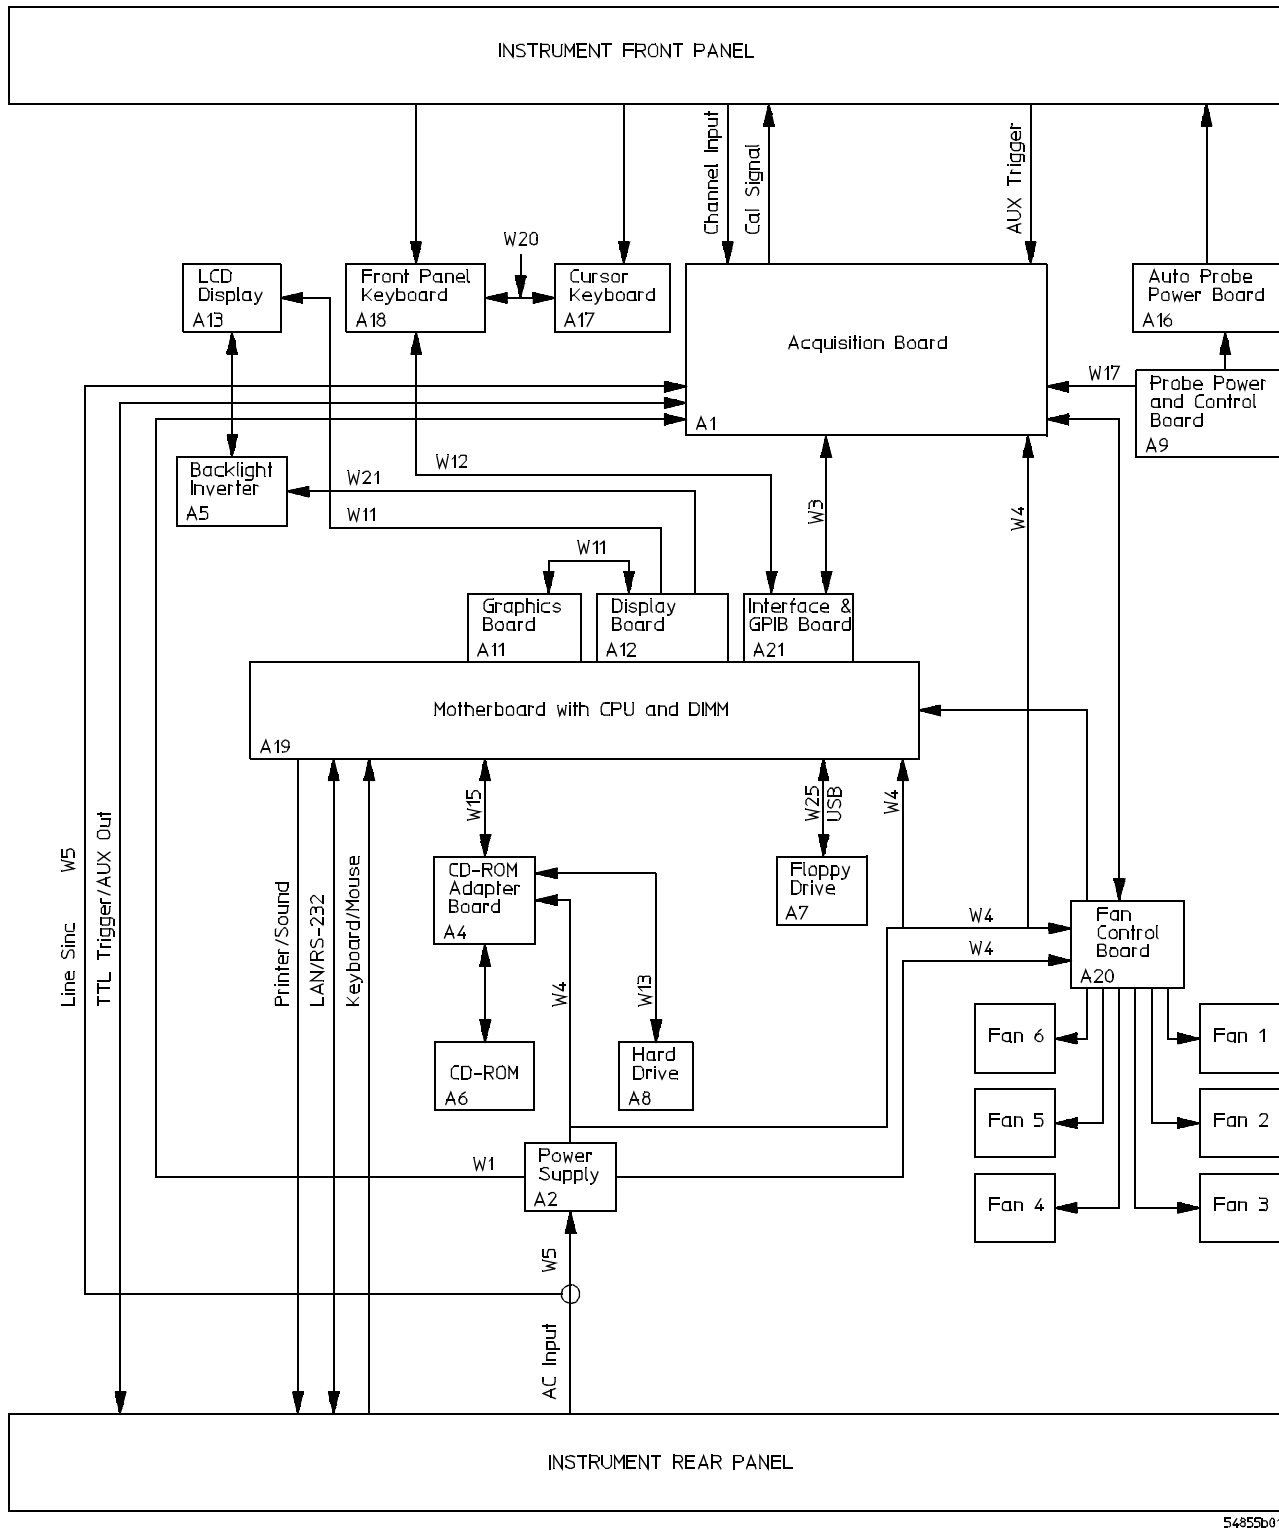 INSTRUMENT FRONT PANEL
Channel Input
Cal Signal
AUX Trigger
W20
LCD
Display
A13
Front Panel
Keyboard
A18
Cursor
Keyboard
A17
Acquisition Board
A1
Auto Probe
Power Board
A16
W17
Probe Power
and Control
Board
A9
Backlight
Inverter
A5
W12
W21
W11
W3
W4
W11
Graphics
Board
A11
Display
Board
A12
Interface &
GPIB Board
A21
Motherboard with CPU and DIMM
A19
W15
W25
USB
W4
W5
Line Sinc
TTL Trigger/AUX Out
Printer/Sound
LAN/RS-232
Keyboard/Mouse
CD-ROM
Adapter
Board
A4
Floppy
Drive
A7
W4
W4
Fan
Control
Board
A20
W4
W13
CD-ROM
A6
Hard
Drive
A8
Fan 6
Fan 1
Fan 5
Fan 2
Fan 4
Fan 3
W1
Power
Supply
A2
W5
AC Input
INSTRUMENT REAR PANEL
54855b01